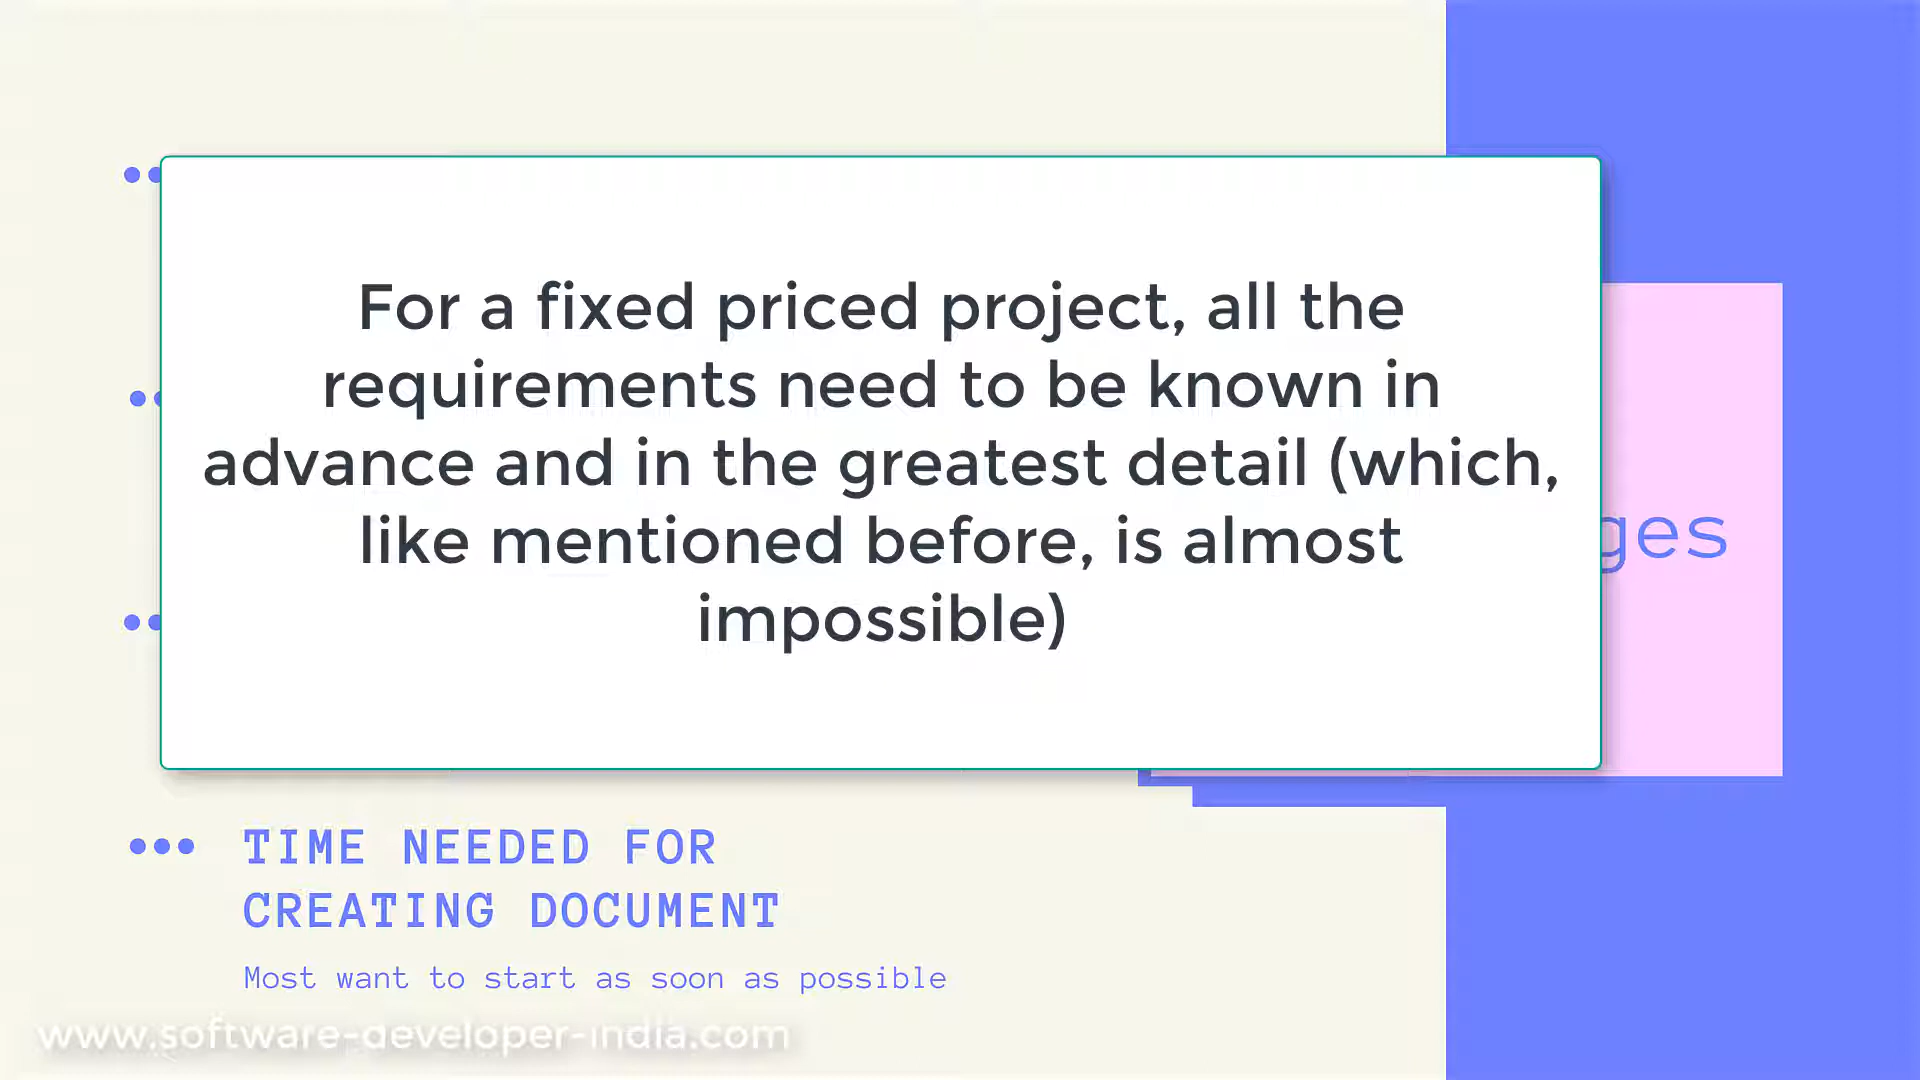 For a fixed priced project, all the
requirements need to be known in
advance and in the greatest detail (which,
like mentioned before, is almost
impossible)
ges
TIME NEEDED FOR
CREATING DOCUMENT
Most want to start as soon as possible
www.software-developer-india.com